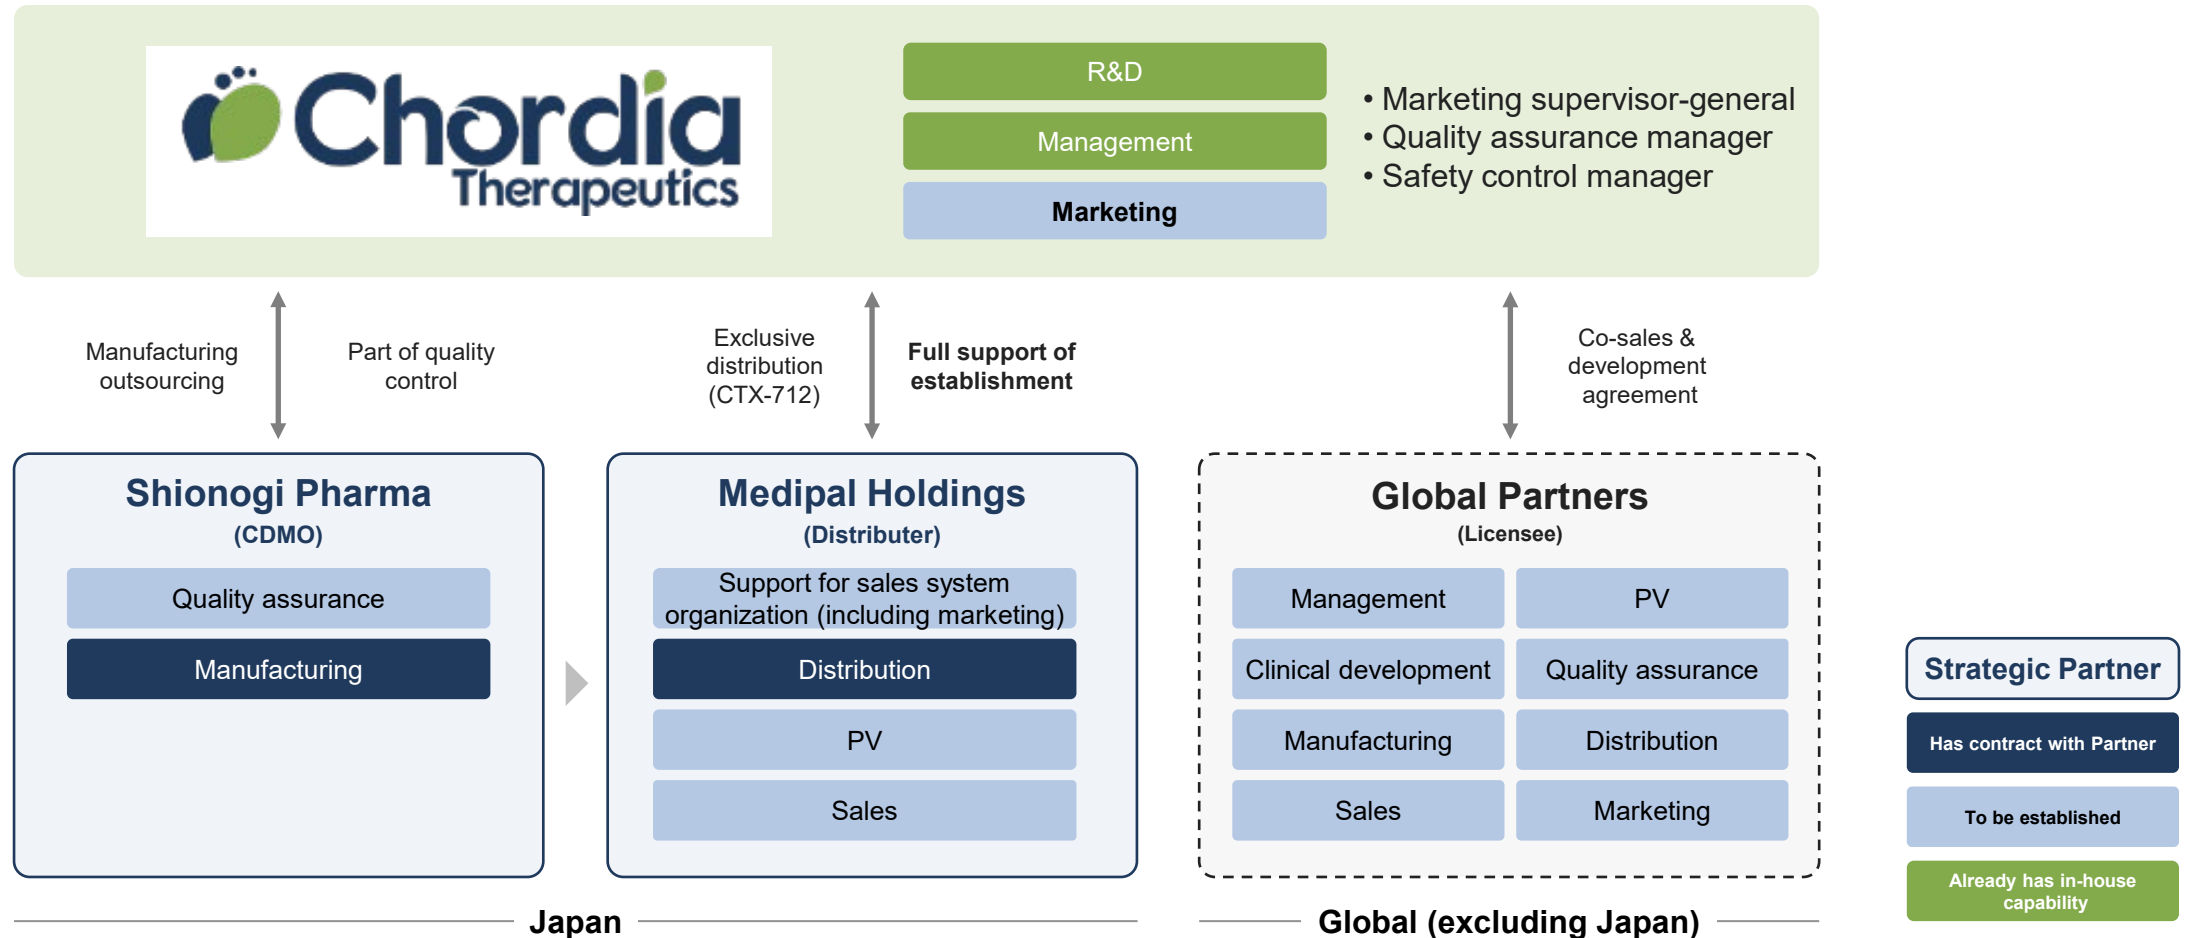 Chordia
Therapeutics
R&D
Management
Marketing
• Marketing supervisor-general
• Quality assurance manager
• Safety control manager
Manufacturing
outsourcing
Part of quality
control
Exclusive
distribution
(CTX-712)
Full support of
establishment
Co-sales &
development
agreement
Shionogi Pharma
(CDMO)
Quality assurance
Manufacturing
Medipal Holdings
(Distributer)
Support for sales system
organization (including marketing)
Distribution
PV
Sales
Global Partners
(Licensee)
Management
PV
Clinical development
Quality assurance
Manufacturing
Distribution
Sales
Marketing
Strategic Partner
Has contract with Partner
To be established
Already has in-house
capability
Japan
Global (excluding Japan)